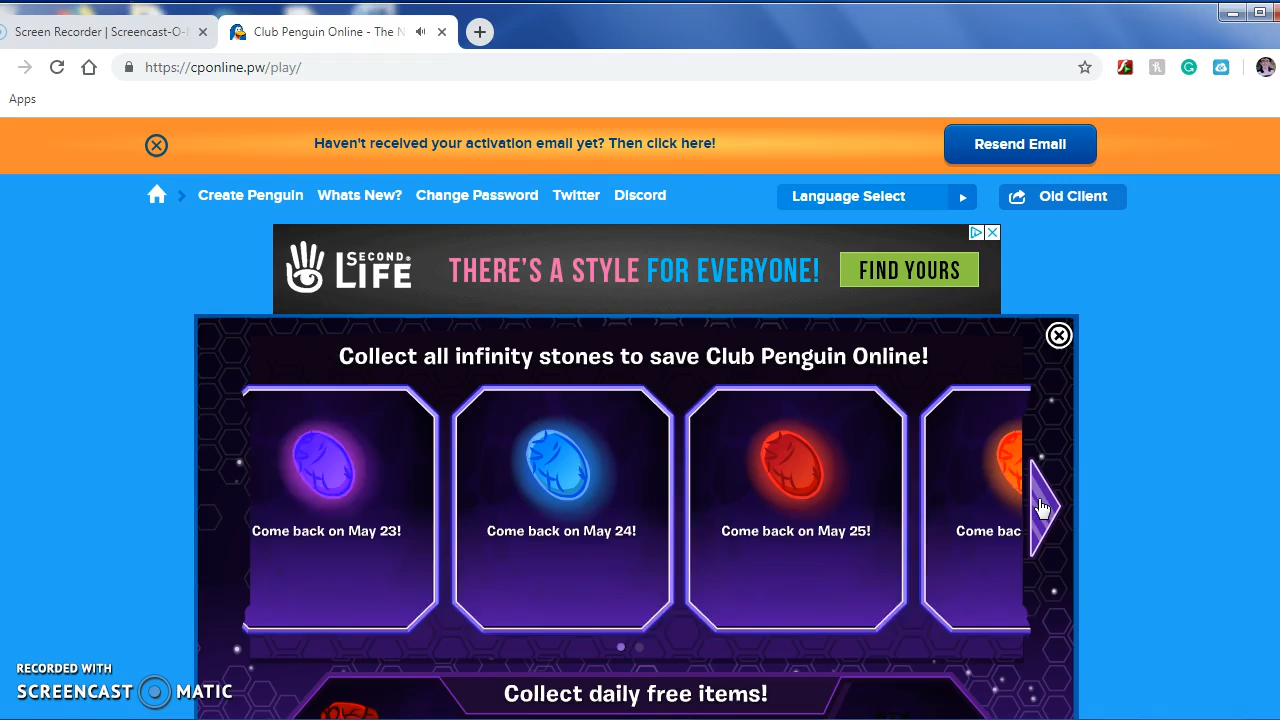 Screen Recorder | Screencast-O-
Club Penguin Online - The N
https://cponline.pw/play/
Apps
Haven't received your activation email yet? Then click here!
Resend Email
Create Penguin
Whats New?
Change Password
Twitter
Discord
Language Select
Old Client
SECOND LIFE
THERE'S A STYLE FOR EVERYONE!
FIND YOURS
Collect all infinity stones to save Club Penguin Online!
Come back on May 23!
Come back on May 24!
Come back on May 25!
Come bac
Collect daily free items!
RECORDED WITH
SCREENCAST MATIC